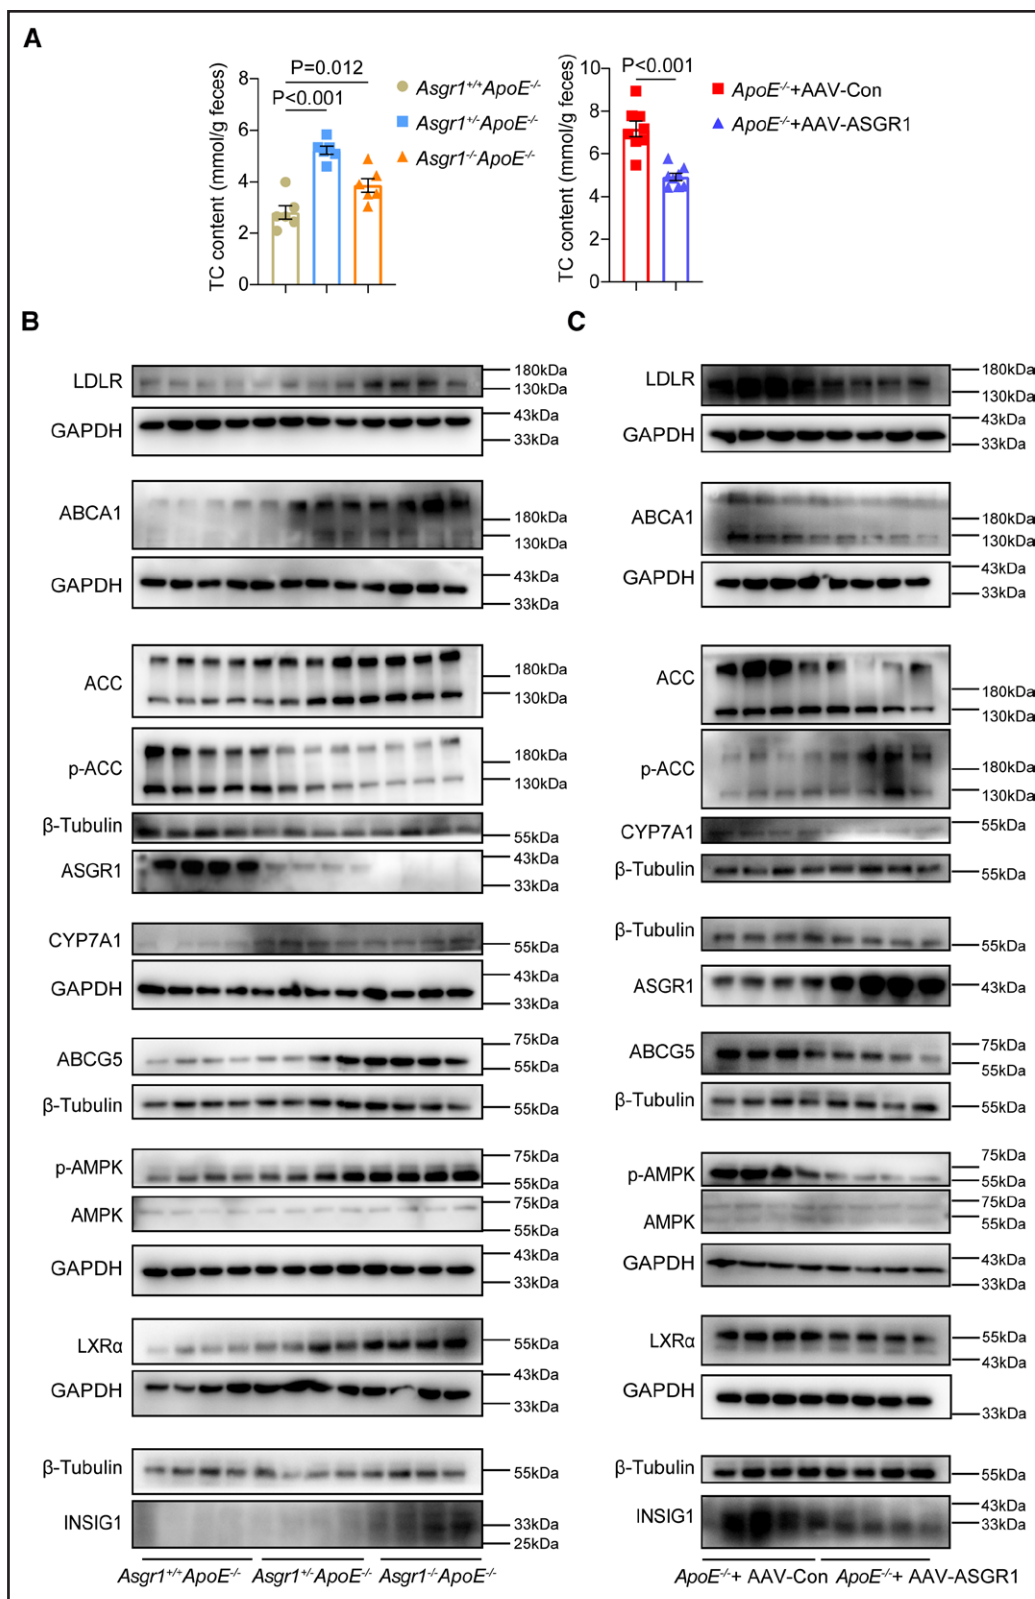 A
TC content (mmol/g feces)
8
6
4
2
0
P=0.012
P<0.001
Asgr1+/+ApoE-/-
Asgr1+/-ApoE-/-
Asgr1-/-ApoE-/-
TC content (mmol/g feces)
10
8
6
4
2
0
P<0.001
ApoE-/-+AAV-Con
ApoE-/-+AAV-ASGR1
B
LDLR
180kDa
130kDa
GAPDH
43kDa
33kDa
ABCA1
180kDa
130kDa
GAPDH
43kDa
33kDa
ACC
180kDa
130kDa
p-ACC
180kDa
130kDa
β-Tubulin
55kDa
ASGR1
43kDa
33kDa
CYP7A1
55kDa
GAPDH
43kDa
33kDa
ABCG5
75kDa
55kDa
β-Tubulin
55kDa
p-AMPK
75kDa
55kDa
AMPK
75kDa
55kDa
GAPDH
43kDa
33kDa
LXRα
55kDa
GAPDH
43kDa
33kDa
β-Tubulin
55kDa
INSIG1
33kDa
25kDa
Asgr1+/+ApoE-/- Asgr1+/-ApoE-/- Asgr1-/-ApoE-/-
C
LDLR
180kDa
130kDa
GAPDH
43kDa
33kDa
ABCA1
180kDa
130kDa
GAPDH
43kDa
33kDa
ACC
180kDa
130kDa
p-ACC
180kDa
130kDa
CYP7A1
55kDa
β-Tubulin
55kDa
β-Tubulin
55kDa
ASGR1
43kDa
ABCG5
75kDa
55kDa
β-Tubulin
55kDa
p-AMPK
75kDa
55kDa
AMPK
75kDa
55kDa
GAPDH
43kDa
33kDa
LXRα
55kDa
43kDa
GAPDH
33kDa
β-Tubulin
55kDa
INSIG1
43kDa
33kDa
ApoE-/-+ AAV-Con ApoE-/-+ AAV-ASGR1